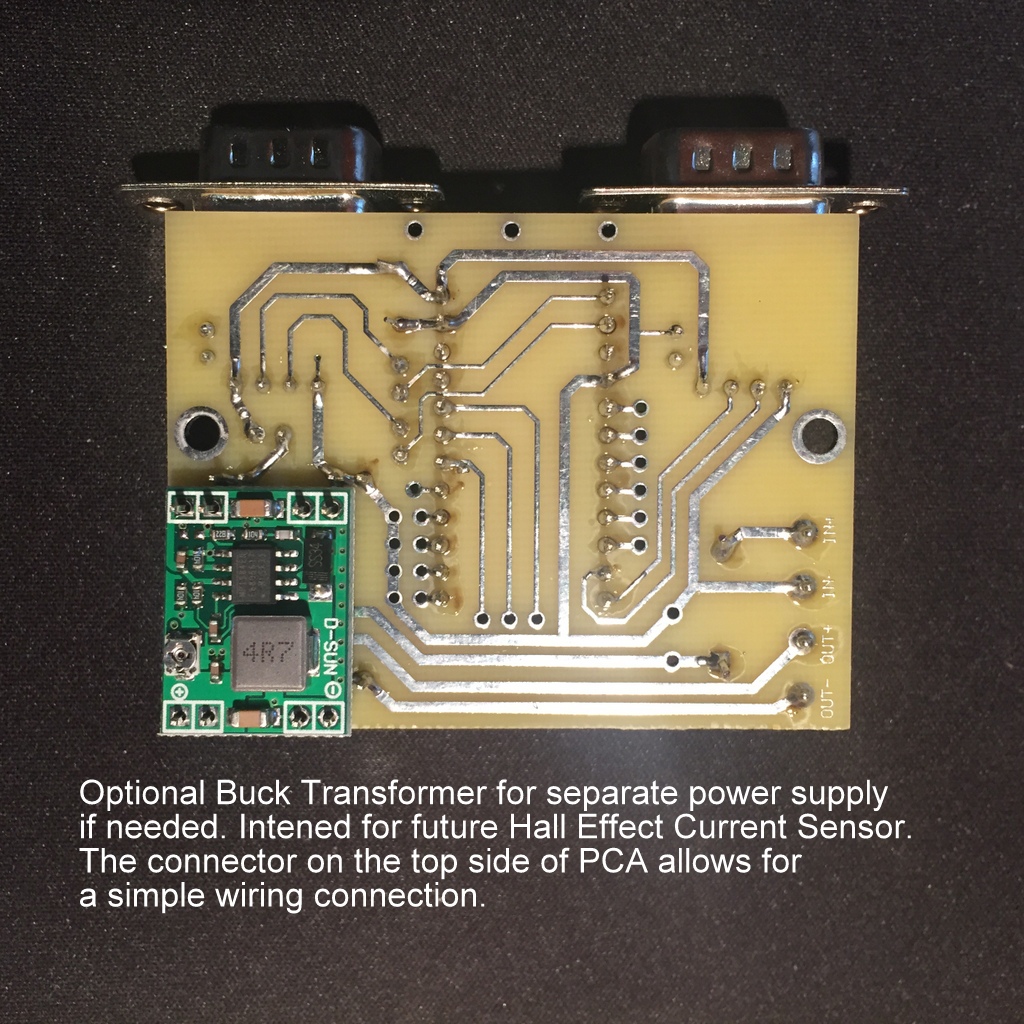 IN+
IN-
OUT+
OUT-
SS34
4R7
D-SUN
Optional Buck Transformer for separate power supply
if needed. Intened for future Hall Effect Current Sensor.
The connector on the top side of PCA allows for
a simple wiring connection.